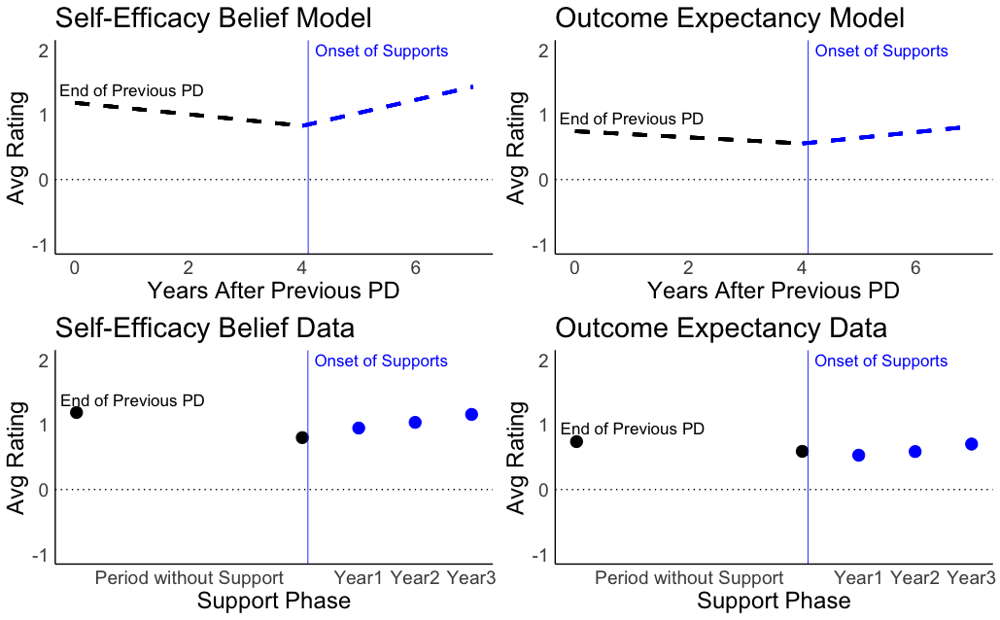 Self-Efficacy Belief Model
Onset of Supports
End of Previous PD
Avg Rating
2
1
0
-1
0 2 4 6
Years After Previous PD
Outcome Expectancy Model
Onset of Supports
End of Previous PD
Avg Rating
2
1
0
-1
0 2 4 6
Years After Previous PD
Self-Efficacy Belief Data
Onset of Supports
End of Previous PD
Avg Rating
2
1
0
-1
Period without Support Year1 Year2 Year3
Support Phase
Outcome Expectancy Data
Onset of Supports
End of Previous PD
Avg Rating
2
1
0
-1
Period without Support Year1 Year2 Year3
Support Phase